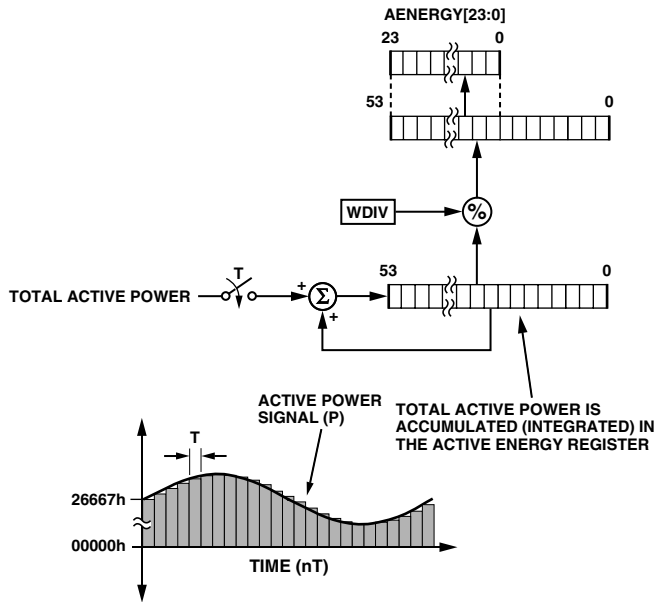 AENERGY[23:0]
23 0
53 0
WDIV %
53 0
T
TOTAL ACTIVE POWER + Σ
+
ACTIVE POWER
SIGNAL (P)
TOTAL ACTIVE POWER IS
ACCUMULATED (INTEGRATED) IN
THE ACTIVE ENERGY REGISTER
T
26667h
00000h
TIME (nT)